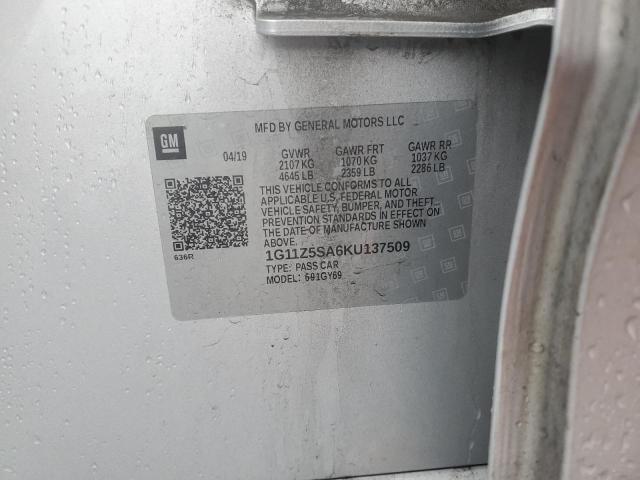 MFD BY GENERAL MOTORS LLC
GM
04/19 GVWR GAWR FRT GAWR RR
2107 KG 1070 KG 1037 KG
4645 LB 2359 LB 2286 LB
THIS VEHICLE CONFORMS TO ALL
APPLICABLE U.S. FEDERAL MOTOR
VEHICLE SAFETY, BUMPER, AND THEFT
PREVENTION STANDARDS IN EFFECT ON
THE DATE OF MANUFACTURE SHOWN
ABOVE.
636R
1G11Z5SA6KU137509
TYPE: PASS CAR
MODEL: 691GY69